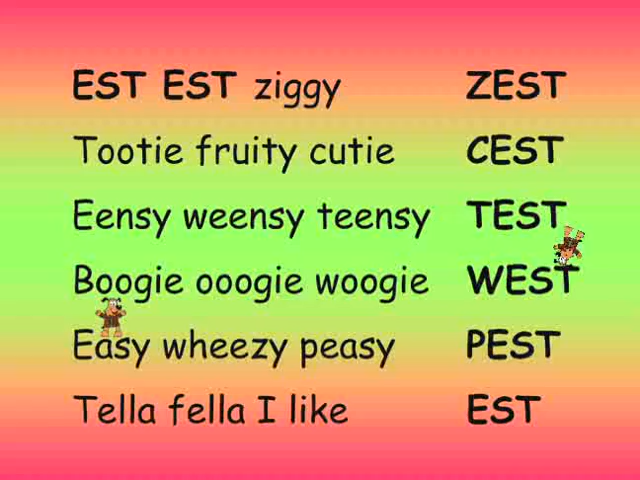 EST EST ziggy ZEST
Tootie fruity cutie CEST
Eensy weensy teensy TEST
Boogie ooogie woogie WEST
Easy wheezy peasy PEST
Tella fella I like EST